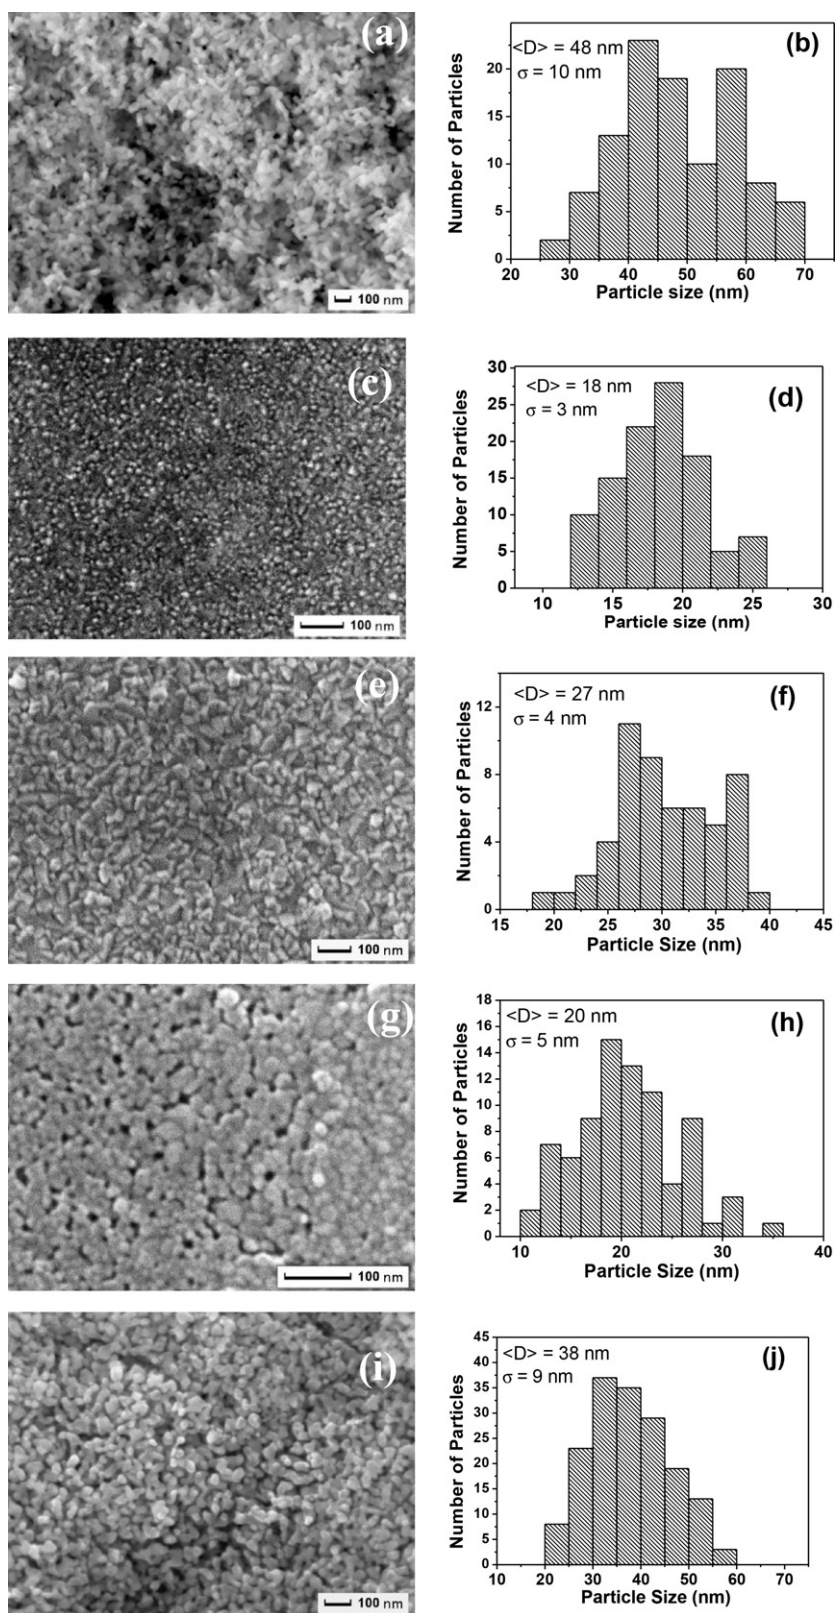 (a)
100 nm
(b)
<D> = 48 nm
σ = 10 nm
Number of Particles
20
15
10
5
0
20 30 40 50 60 70
Particle size (nm)
(c)
100 nm
(d)
<D> = 18 nm
σ = 3 nm
Number of Particles
30
25
20
15
10
5
0
10 15 20 25 30
Particle size (nm)
(e)
100 nm
(f)
<D> = 27 nm
σ = 4 nm
Number of Particles
12
8
4
0
15 20 25 30 35 40 45
Particle Size (nm)
(g)
100 nm
(h)
<D> = 20 nm
σ = 5 nm
Number of Particles
18
16
14
12
10
8
6
4
2
0
10 20 30 40
Particle Size (nm)
(i)
100 nm
(j)
<D> = 38 nm
σ = 9 nm
Number of Particles
45
40
35
30
25
20
15
10
5
0
10 20 30 40 50 60 70
Particle Size (nm)